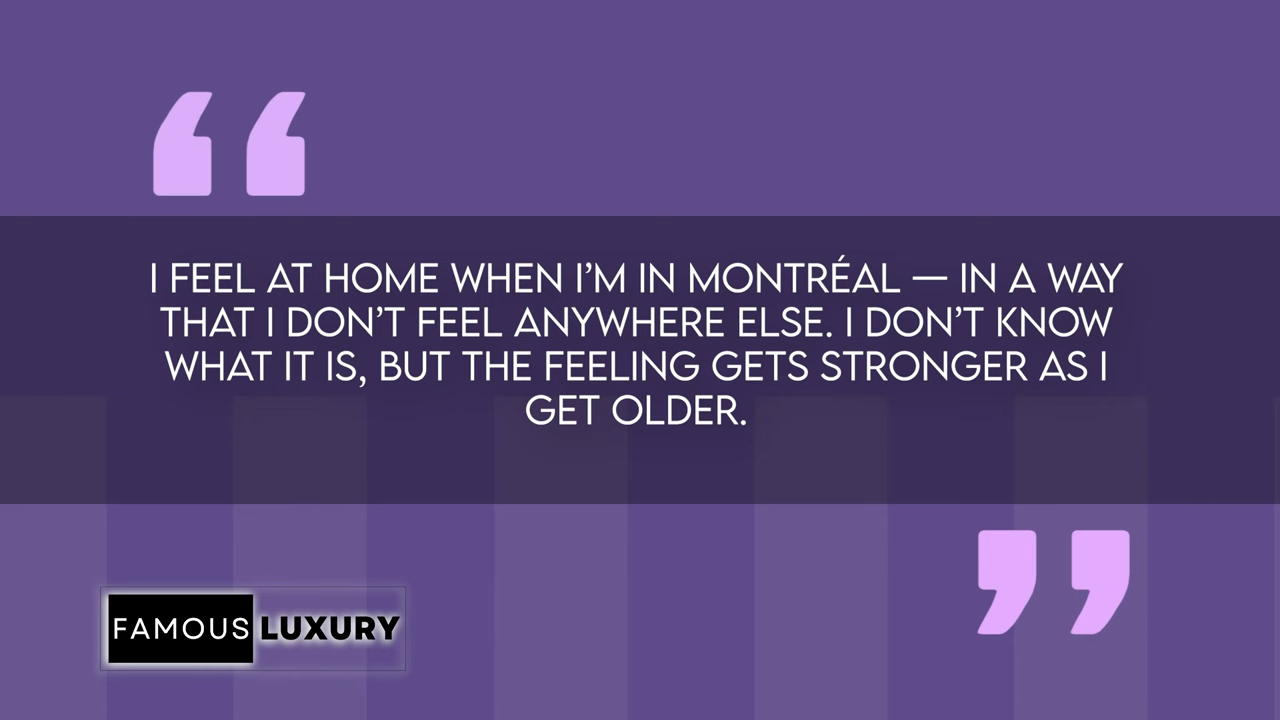 I FEEL AT HOME WHEN I’M IN MONTRÉAL — IN A WAY
THAT I DON’T FEEL ANYWHERE ELSE. I DON’T KNOW
WHAT IT IS, BUT THE FEELING GETS STRONGER AS I
GET OLDER.
FAMOUS LUXURY